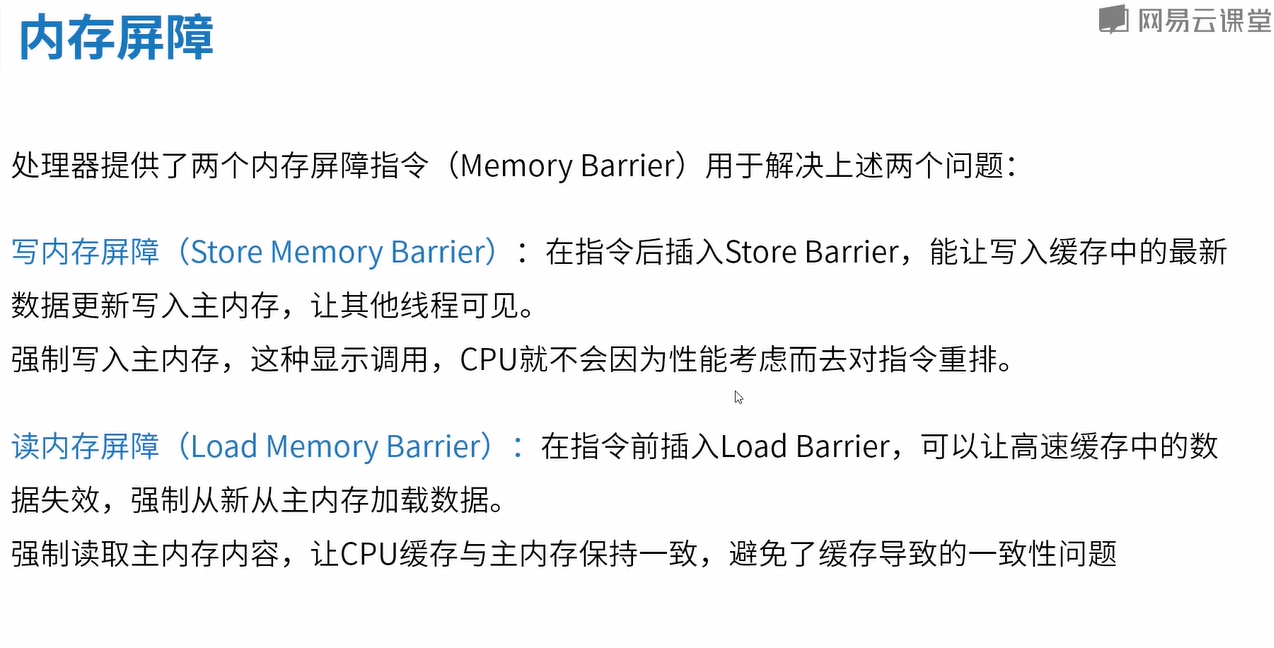 内存屏障
网易云课堂
处理器提供了两个内存屏障指令（Memory Barrier）用于解决上述两个问题：
写内存屏障（Store Memory Barrier）：在指令后插入Store Barrier，能让写入缓存中的最新
数据更新写入主内存，让其他线程可见。
强制写入主内存，这种显示调用，CPU就不会因为性能考虑而去对指令重排。
读内存屏障（Load Memory Barrier）：在指令前插入Load Barrier，可以让高速缓存中的数
据失效，强制从新从主内存加载数据。
强制读取主内存内容，让CPU缓存与主内存保持一致，避免了缓存导致的一致性问题